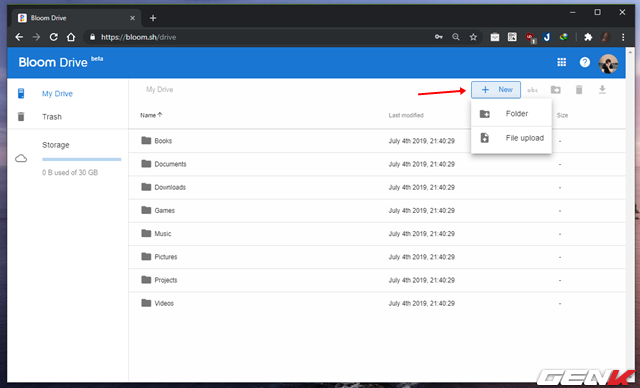 Bloom Drive
https://bloom.sh/drive
Bloom Drive beta
My Drive
Trash
Storage
0 B used of 30 GB
My Drive
New
abc
Folder
File upload
Name Last modified Size
Books July 4th 2019, 21:40:29 -
Documents July 4th 2019, 21:40:29 -
Downloads July 4th 2019, 21:40:29 -
Games July 4th 2019, 21:40:29 -
Music July 4th 2019, 21:40:29 -
Pictures July 4th 2019, 21:40:29 -
Projects July 4th 2019, 21:40:29 -
Videos July 4th 2019, 21:40:29 -
GENK